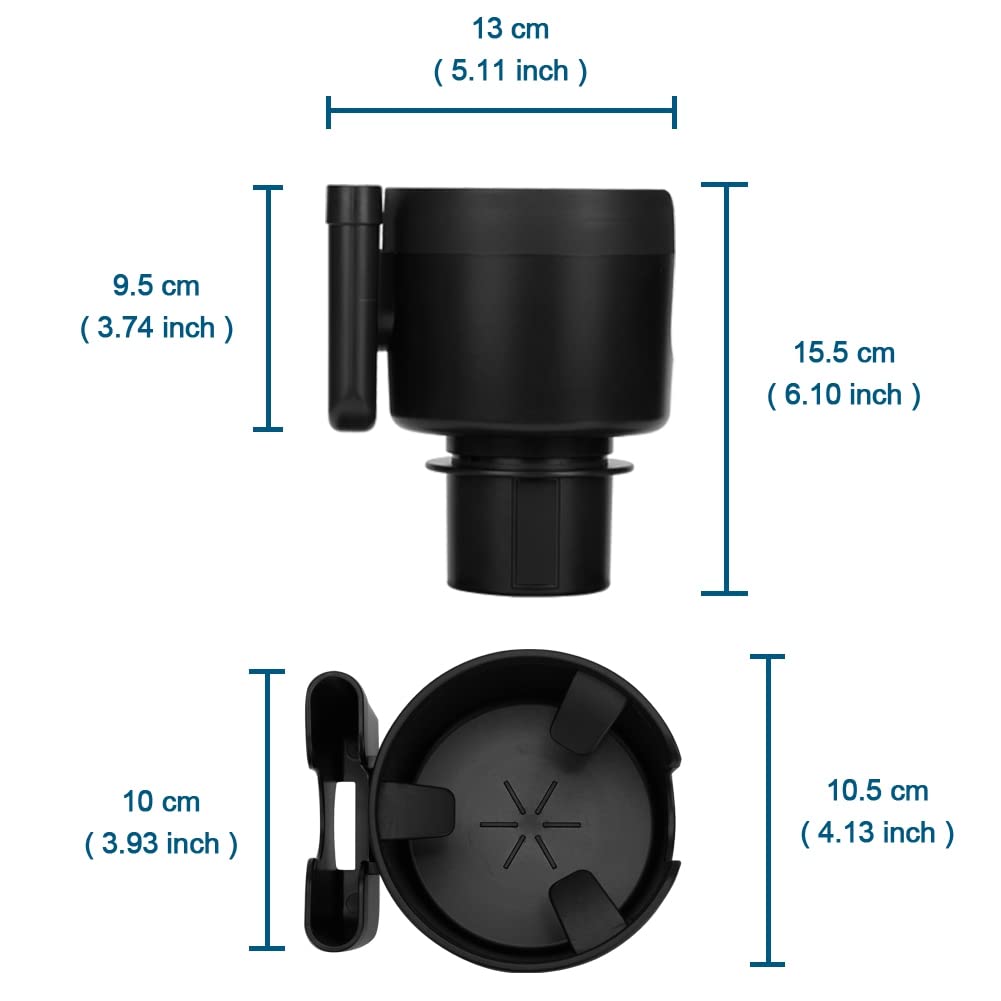 13 cm
( 5.11 inch )
9.5 cm
( 3.74 inch )
15.5 cm
( 6.10 inch )
10 cm
( 3.93 inch )
10.5 cm
( 4.13 inch )